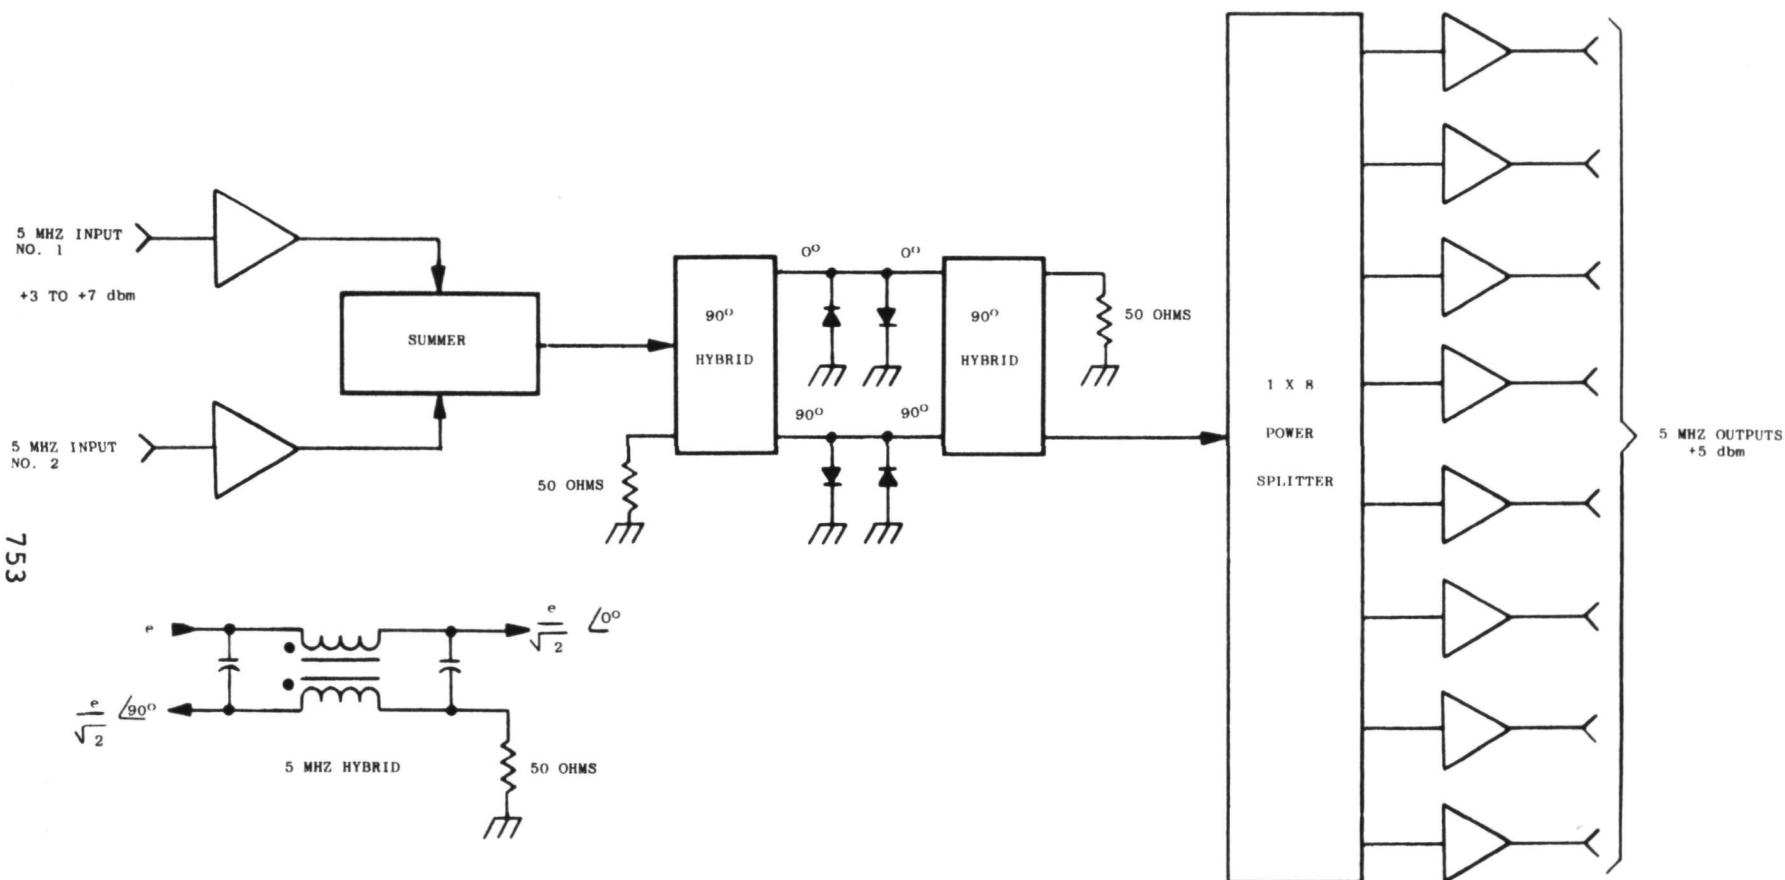 5 MHZ INPUT
NO. 1
+3 TO +7 dbm
5 MHZ INPUT
NO. 2
SUMMER
90°
HYBRID
50 OHMS
0°
0°
90°
90°
90°
HYBRID
50 OHMS
1 X 8
POWER
SPLITTER
5 MHZ OUTPUTS
+5 dbm
753
e
e/√2 ∠0°
e/√2 ∠90°
5 MHZ HYBRID
50 OHMS